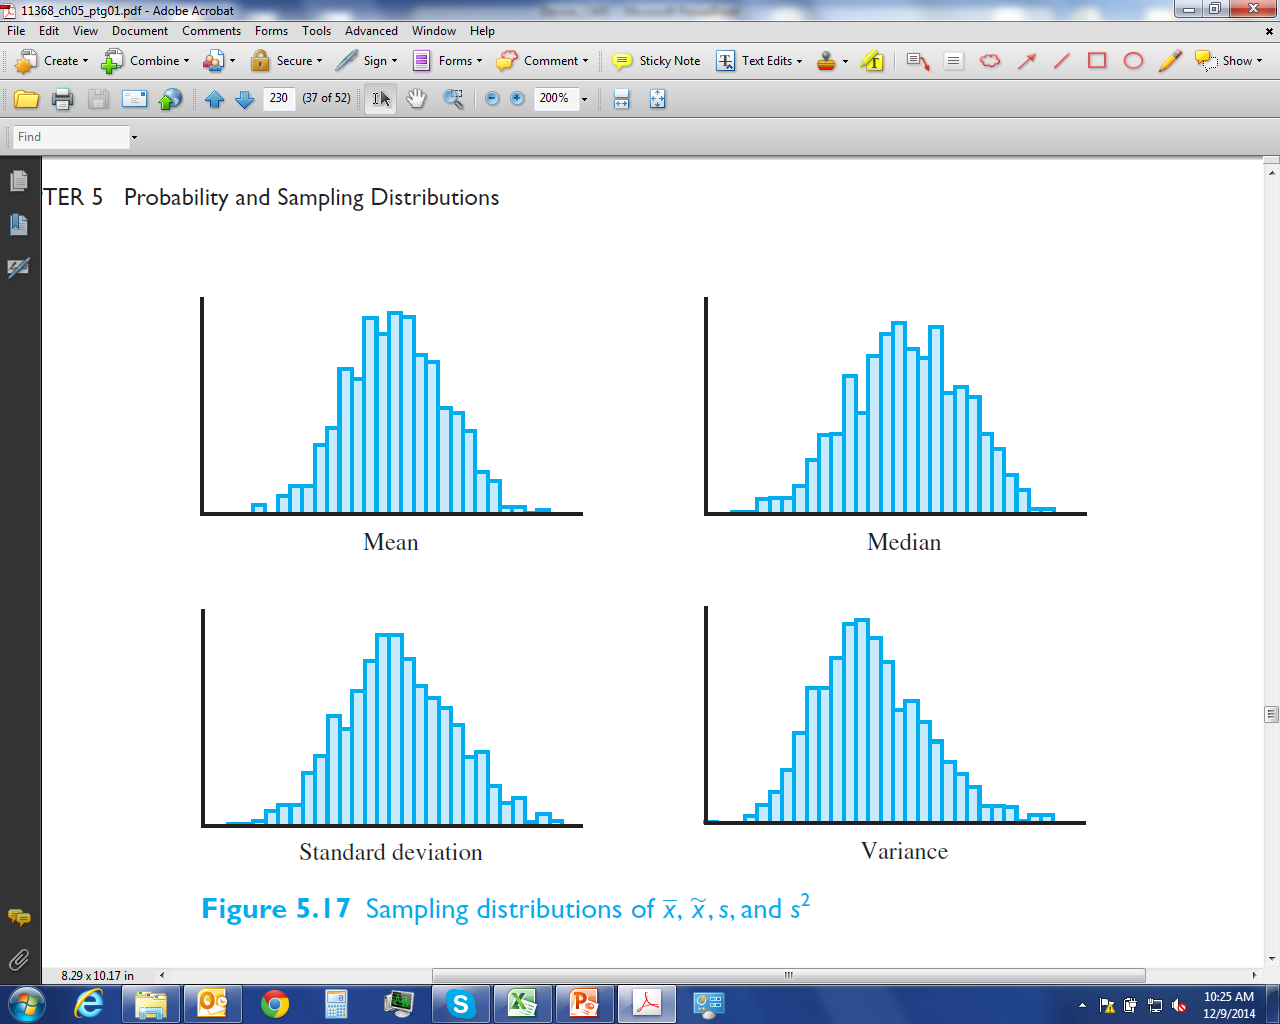 11368_ch05_ptg01.pdf - Adobe Acrobat
File Edit View Document Comments Forms Tools Advanced Window Help
Create Combine Secure Sign Forms Comment Sticky Note Text Edits Show
230 (37 of 52) 200%
Find
TER 5 Probability and Sampling Distributions
Mean
Median
Standard deviation
Variance
Figure 5.17 Sampling distributions of x̅, x̃, s, and s²
8.29 x 10.17 in
10:25 AM
12/9/2014